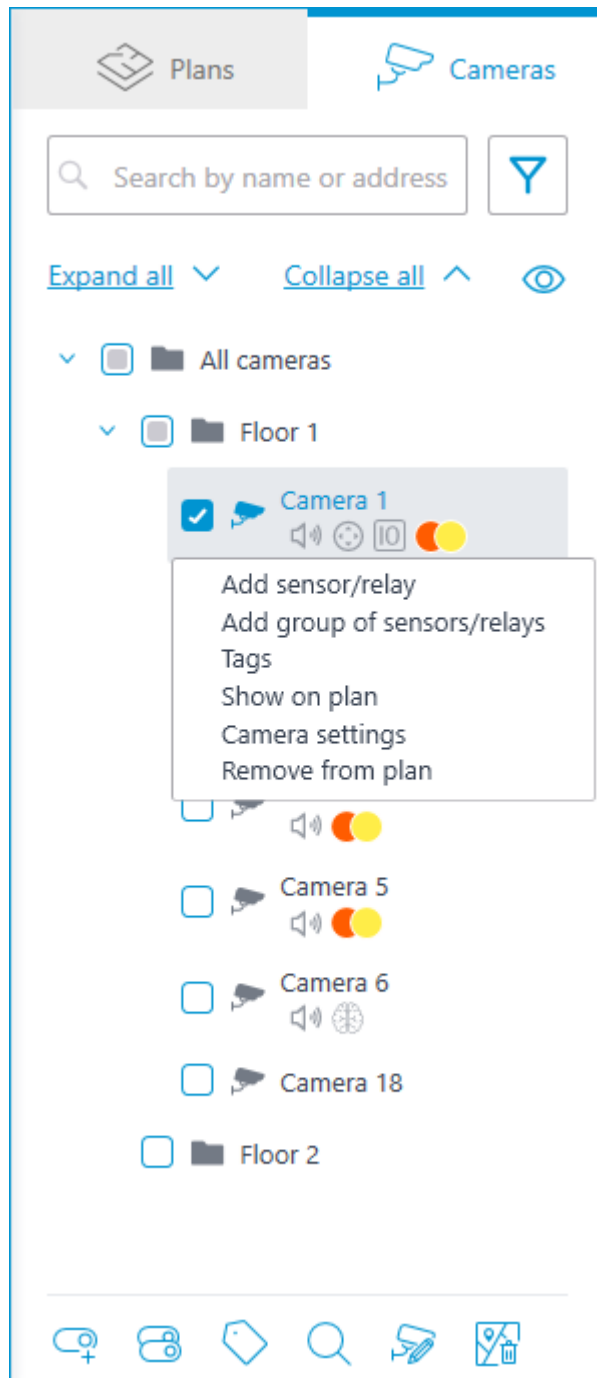 Plans
Cameras
Search by name or address
Expand all
Collapse all
All cameras
Floor 1
Camera 1
IO
Add sensor/relay
Add group of sensors/relays
Tags
Show on plan
Camera settings
Remove from plan
Camera 5
Camera 6
Camera 18
Floor 2